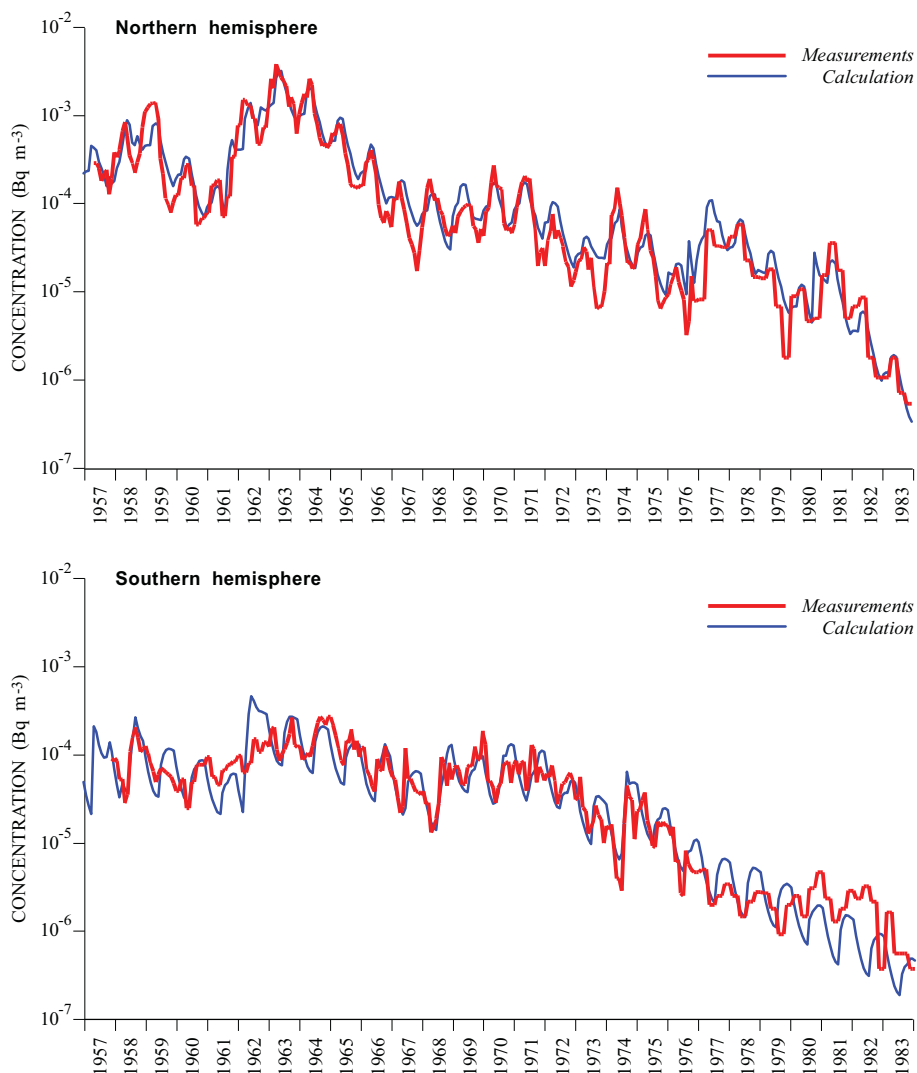 Northern hemisphere
Measurements
Calculation
CONCENTRATION (Bq m-3)
10-2
10-3
10-4
10-5
10-6
10-7
1957 1958 1959 1960 1961 1962 1963 1964 1965 1966 1967 1968 1969 1970 1971 1972 1973 1974 1975 1976 1977 1978 1979 1980 1981 1982 1983
Southern hemisphere
Measurements
Calculation
CONCENTRATION (Bq m-3)
10-2
10-3
10-4
10-5
10-6
10-7
1957 1958 1959 1960 1961 1962 1963 1964 1965 1966 1967 1968 1969 1970 1971 1972 1973 1974 1975 1976 1977 1978 1979 1980 1981 1982 1983